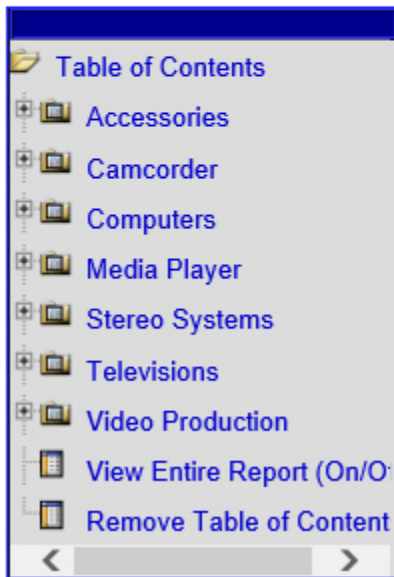 Table of Contents
Accessories
Camcorder
Computers
Media Player
Stereo Systems
Televisions
Video Production
View Entire Report
Remove Table of Content